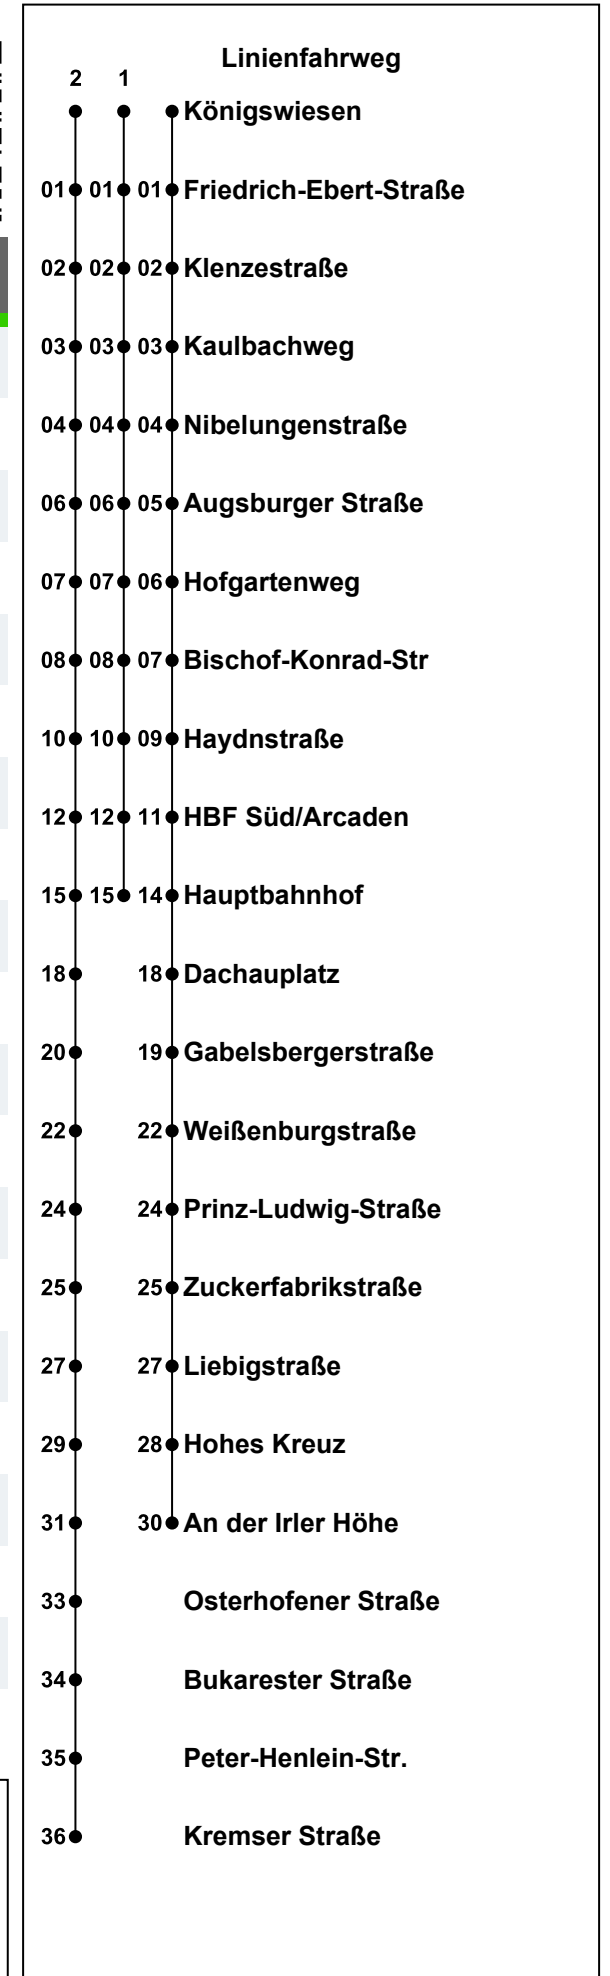 Linienfahrweg
2 1
Königswiesen
01 01 01 Friedrich-Ebert-Straße
02 02 02 Klenzestraße
03 03 03 Kaulbachweg
04 04 04 Nibelungenstraße
06 06 05 Augsburger Straße
07 07 06 Hofgartenweg
08 08 07 Bischof-Konrad-Str
10 10 09 Haydnstraße
12 12 11 HBF Süd/Arcaden
15 15 14 Hauptbahnhof
18 18 Dachauplatz
20 19 Gabelsbergerstraße
22 22 Weißenburgstraße
24 24 Prinz-Ludwig-Straße
25 25 Zuckerfabrikstraße
27 27 Liebigstraße
29 28 Hohes Kreuz
31 30 An der Irler Höhe
33 Osterhofener Straße
34 Bukarester Straße
35 Peter-Henlein-Str.
36 Kremser Straße